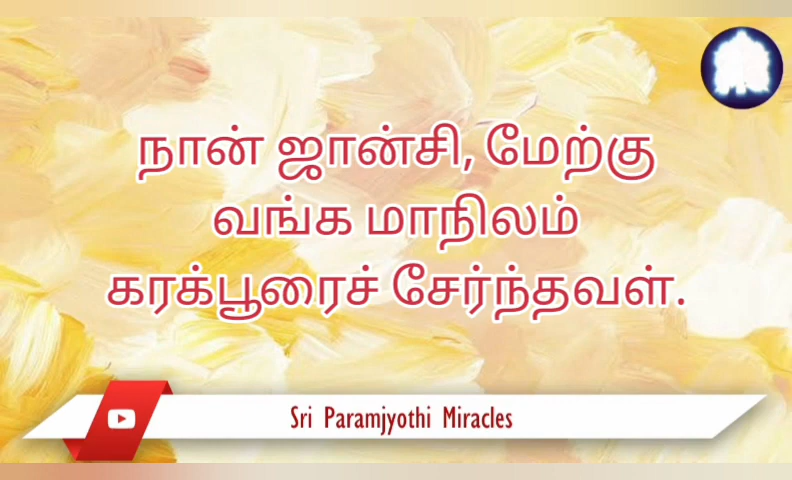 நான் ஜான்சி, மேற்கு
வங்க மாநிலம்
கரக்பூரைச் சேர்ந்தவள்.
Sri Paramjyothi Miracles